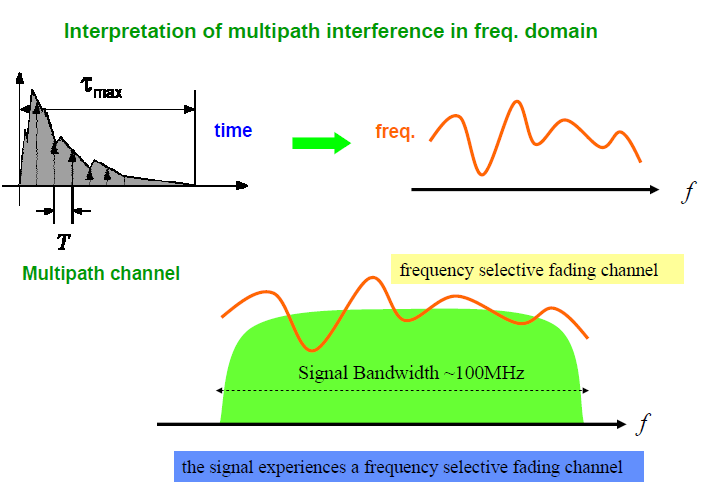 Interpretation of multipath interference in freq. domain
τmax
time
freq.
f
T
Multipath channel
frequency selective fading channel
Signal Bandwidth ~100MHz
f
the signal experiences a frequency selective fading channel